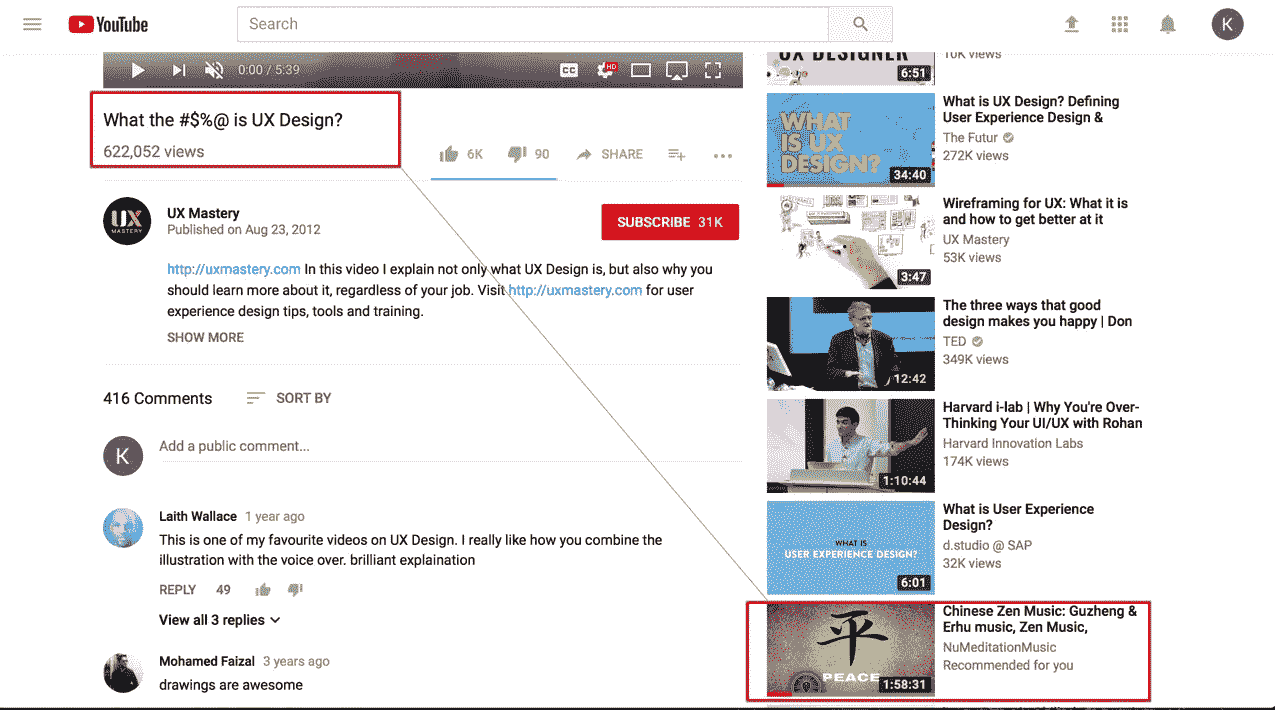 YouTube
Search
K
0:00 / 5:39
CC
HD
What the #$%@ is UX Design?
622,052 views
6K
90
SHARE
UX
MASTERY
UX Mastery
Published on Aug 23, 2012
SUBSCRIBE 31K
http://uxmastery.com In this video I explain not only what UX Design is, but also why you
should learn more about it, regardless of your job. Visit http://uxmastery.com for user
experience design tips, tools and training.
SHOW MORE
416 Comments
SORT BY
K
Add a public comment...
Laith Wallace 1 year ago
This is one of my favourite videos on UX Design. I really like how you combine the
illustration with the voice over. brilliant explaination
REPLY 49
View all 3 replies
Mohamed Faizal 3 years ago
drawings are awesome
UX DESIGNER
6:51
16K views
WHAT
IS UX
DESIGN?
34:40
What is UX Design? Defining
User Experience Design &
The Futur
272K views
3:47
Wireframing for UX: What it is
and how to get better at it
UX Mastery
53K views
12:42
The three ways that good
design makes you happy | Don
TED
349K views
1:10:44
Harvard i-lab | Why You're Over-
Thinking Your UI/UX with Rohan
Harvard Innovation Labs
174K views
WHAT IS
USER EXPERIENCE DESIGN?
6:01
What is User Experience
Design?
d.studio @ SAP
32K views
平
PEACE
1:58:31
Chinese Zen Music: Guzheng &
Erhu music, Zen Music,
NuMeditationMusic
Recommended for you